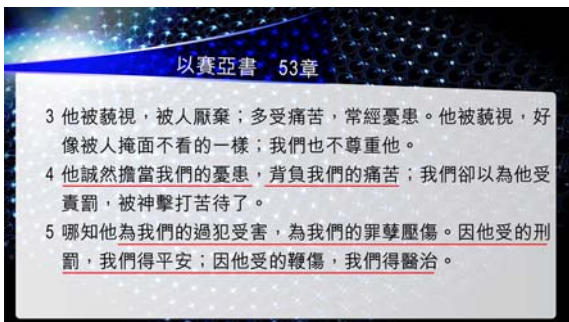 以賽亞書 53章
3 他被藐視，被人厭棄；多受痛苦，常經憂患。他被藐視，好
像被人掩面不看的一樣；我們也不尊重他。
4 他誠然擔當我們的憂患，背負我們的痛苦；我們卻以為他受
責罰，被神擊打苦待了。
5 哪知他為我們的過犯受害，為我們的罪孽壓傷。因他受的刑
罰，我們得平安；因他受的鞭傷，我們得醫治。